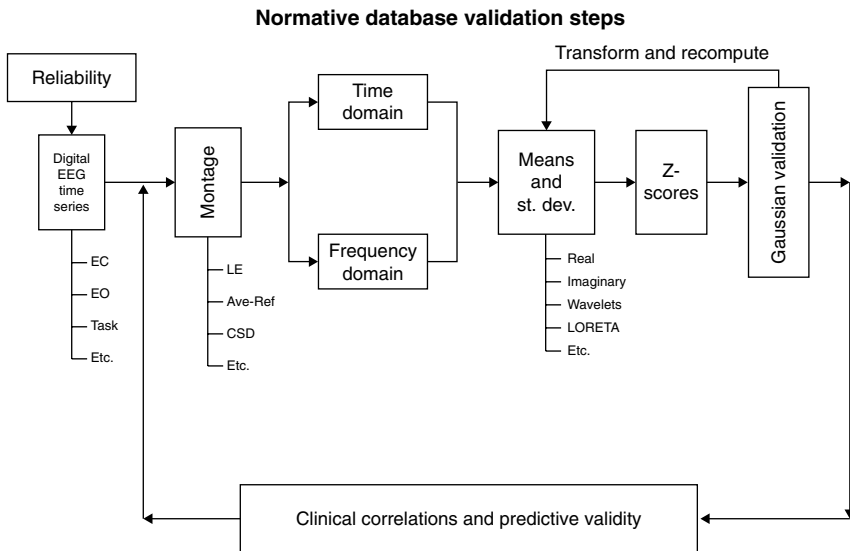 Normative database validation steps
Transform and recompute
Reliability
Digital
EEG
time
series
EC
EO
Task
Etc.
Montage
LE
Ave-Ref
CSD
Etc.
Time
domain
Frequency
domain
Means
and
st. dev.
Real
Imaginary
Wavelets
LORETA
Etc.
Z-
scores
Gaussian validation
Clinical correlations and predictive validity